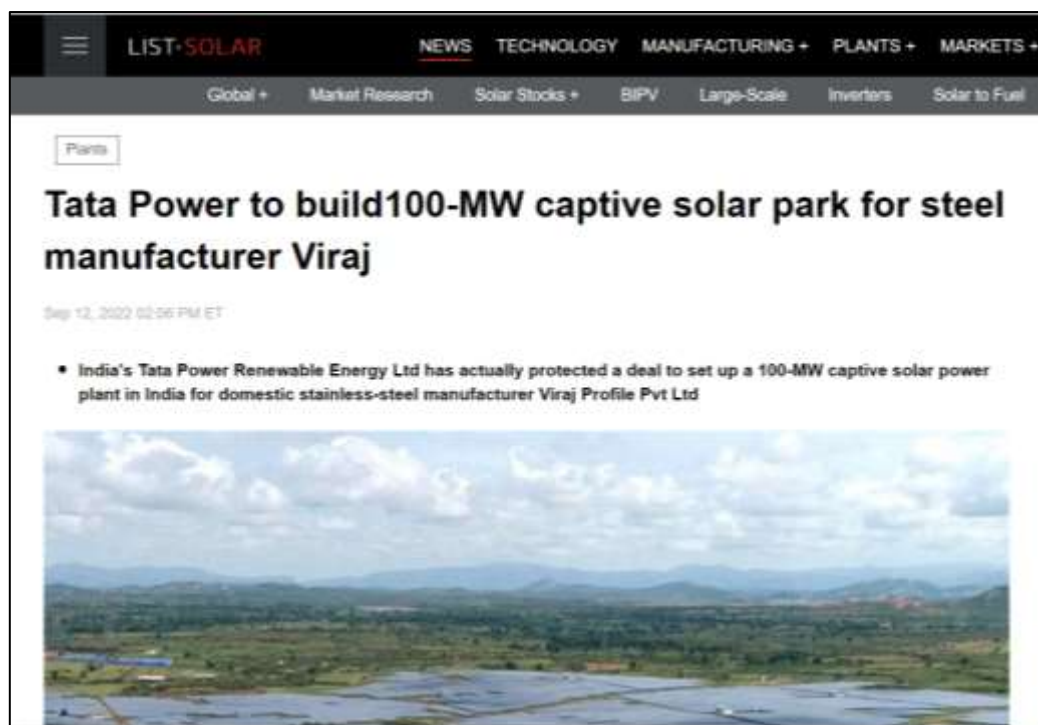 LIST-SOLAR NEWS TECHNOLOGY MANUFACTURING + PLANTS + MARKETS +
Global + Market Research Solar Stocks + BIPV Large-Scale Inverters Solar to Fuel
Plants
Tata Power to build100-MW captive solar park for steel
manufacturer Viraj
Sep 12, 2022 02:06 PM ET
• India's Tata Power Renewable Energy Ltd has actually protected a deal to set up a 100-MW captive solar power
plant in India for domestic stainless-steel manufacturer Viraj Profile Pvt Ltd